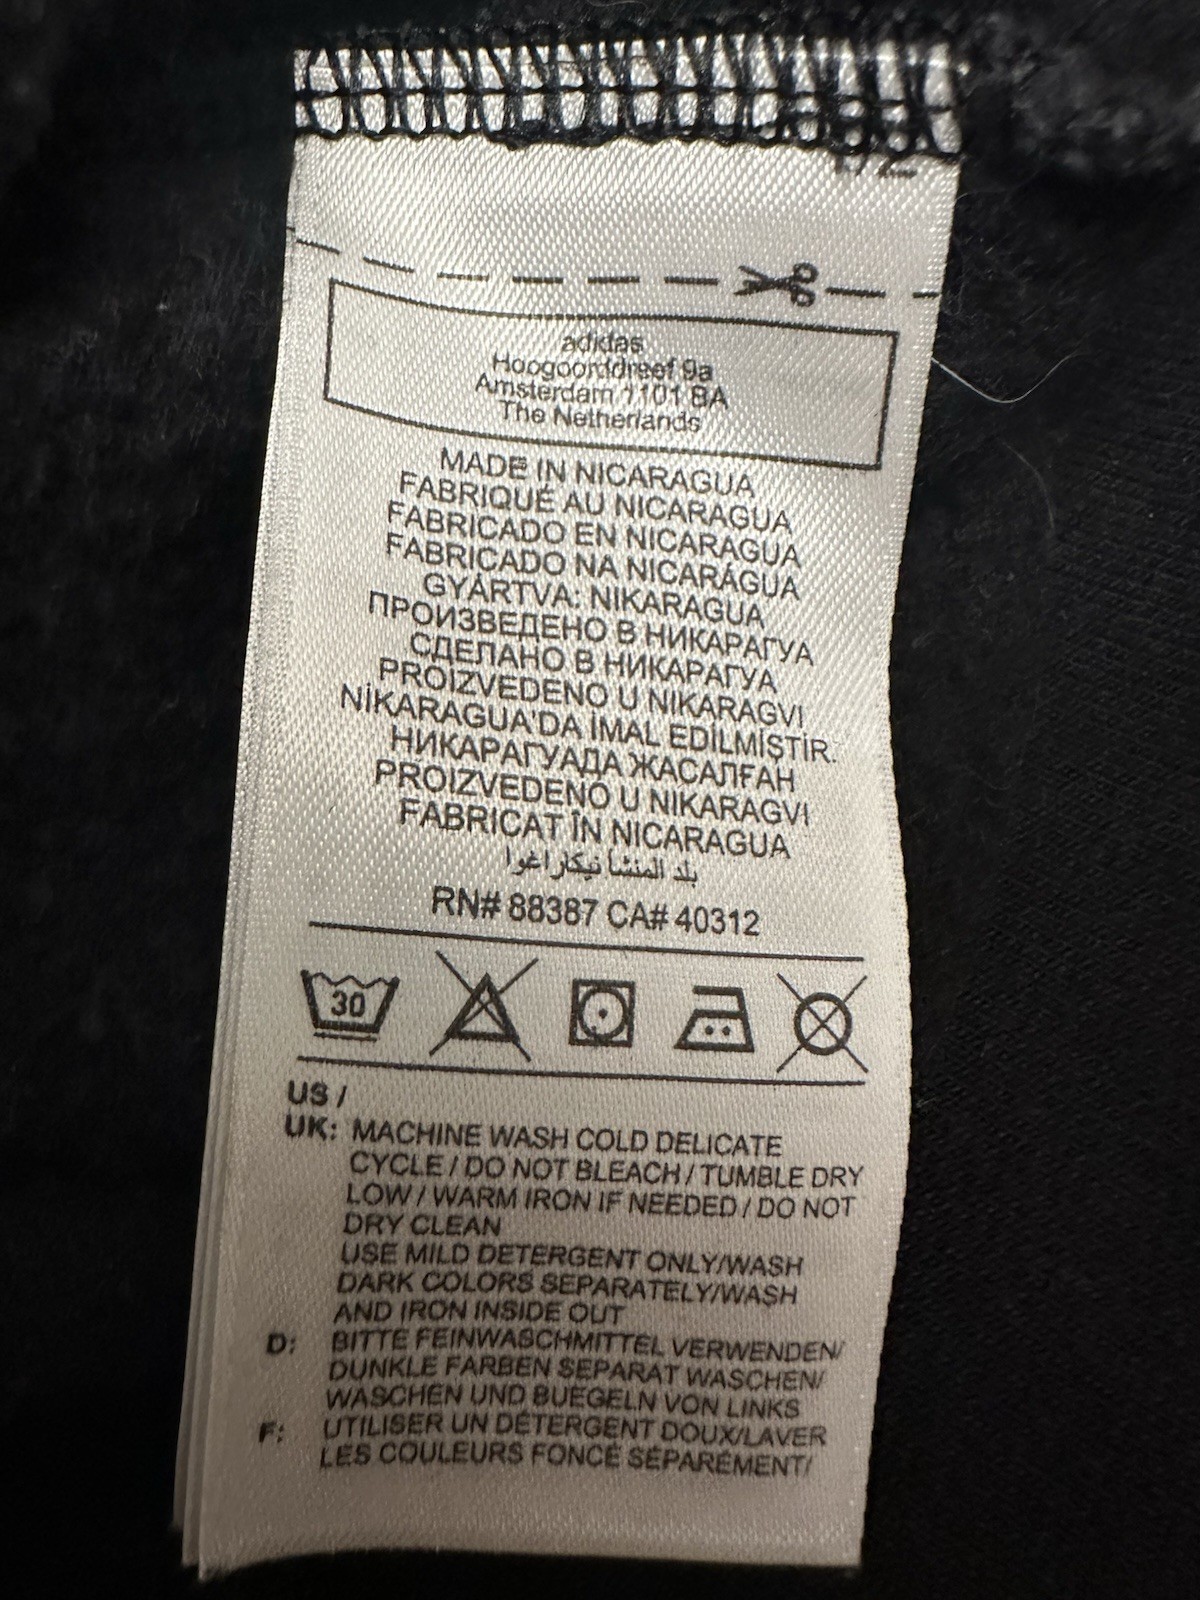 adidas
Hoogoorddreef 9a
Amsterdam 1101 BA
The Netherlands
MADE IN NICARAGUA
FABRIQUÉ AU NICARAGUA
FABRICADO EN NICARAGUA
FABRICADO NA NICARÁGUA
GYÁRTVA: NIKARAGUA
ПРОИЗВЕДЕНО В НИКАРАГУА
СДЕЛАНО В НИКАРАГУА
PROIZVEDENO U NIKARAGVI
NİKARAGUA'DA İMAL EDİLMİŞTİR.
НИКАРАГУАДА ЖАСАЛҒАН
PROIZVEDENO U NIKARAGVI
FABRICAT ÎN NICARAGUA
بلد المنشأ نيكاراغوا
RN# 88387 CA# 40312
30
US /
UK: MACHINE WASH COLD DELICATE
CYCLE / DO NOT BLEACH / TUMBLE DRY
LOW / WARM IRON IF NEEDED / DO NOT
DRY CLEAN
USE MILD DETERGENT ONLY/WASH
DARK COLORS SEPARATELY/WASH
AND IRON INSIDE OUT
D: BITTE FEINWASCHMITTEL VERWENDEN/
DUNKLE FARBEN SEPARAT WASCHEN/
WASCHEN UND BUEGELN VON LINKS
F: UTILISER UN DÉTERGENT DOUX/LAVER
LES COULEURS FONCÉ SÉPARÉMENT/